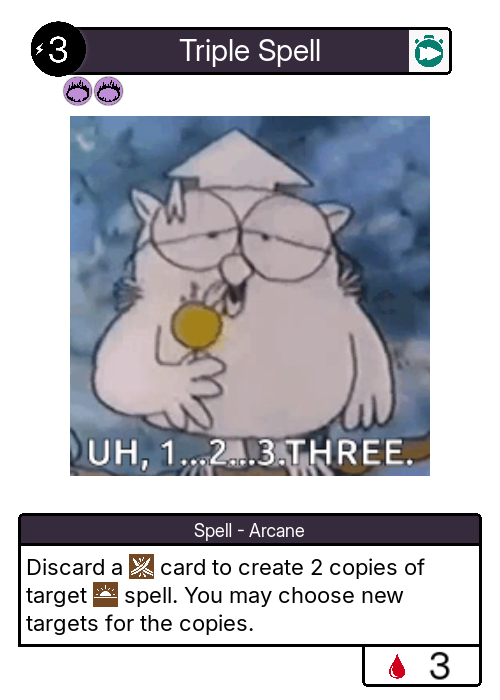 3
Triple Spell
UH, 1...2...3.THREE.
Spell - Arcane
Discard a card to create 2 copies of
target spell. You may choose new
targets for the copies.
3